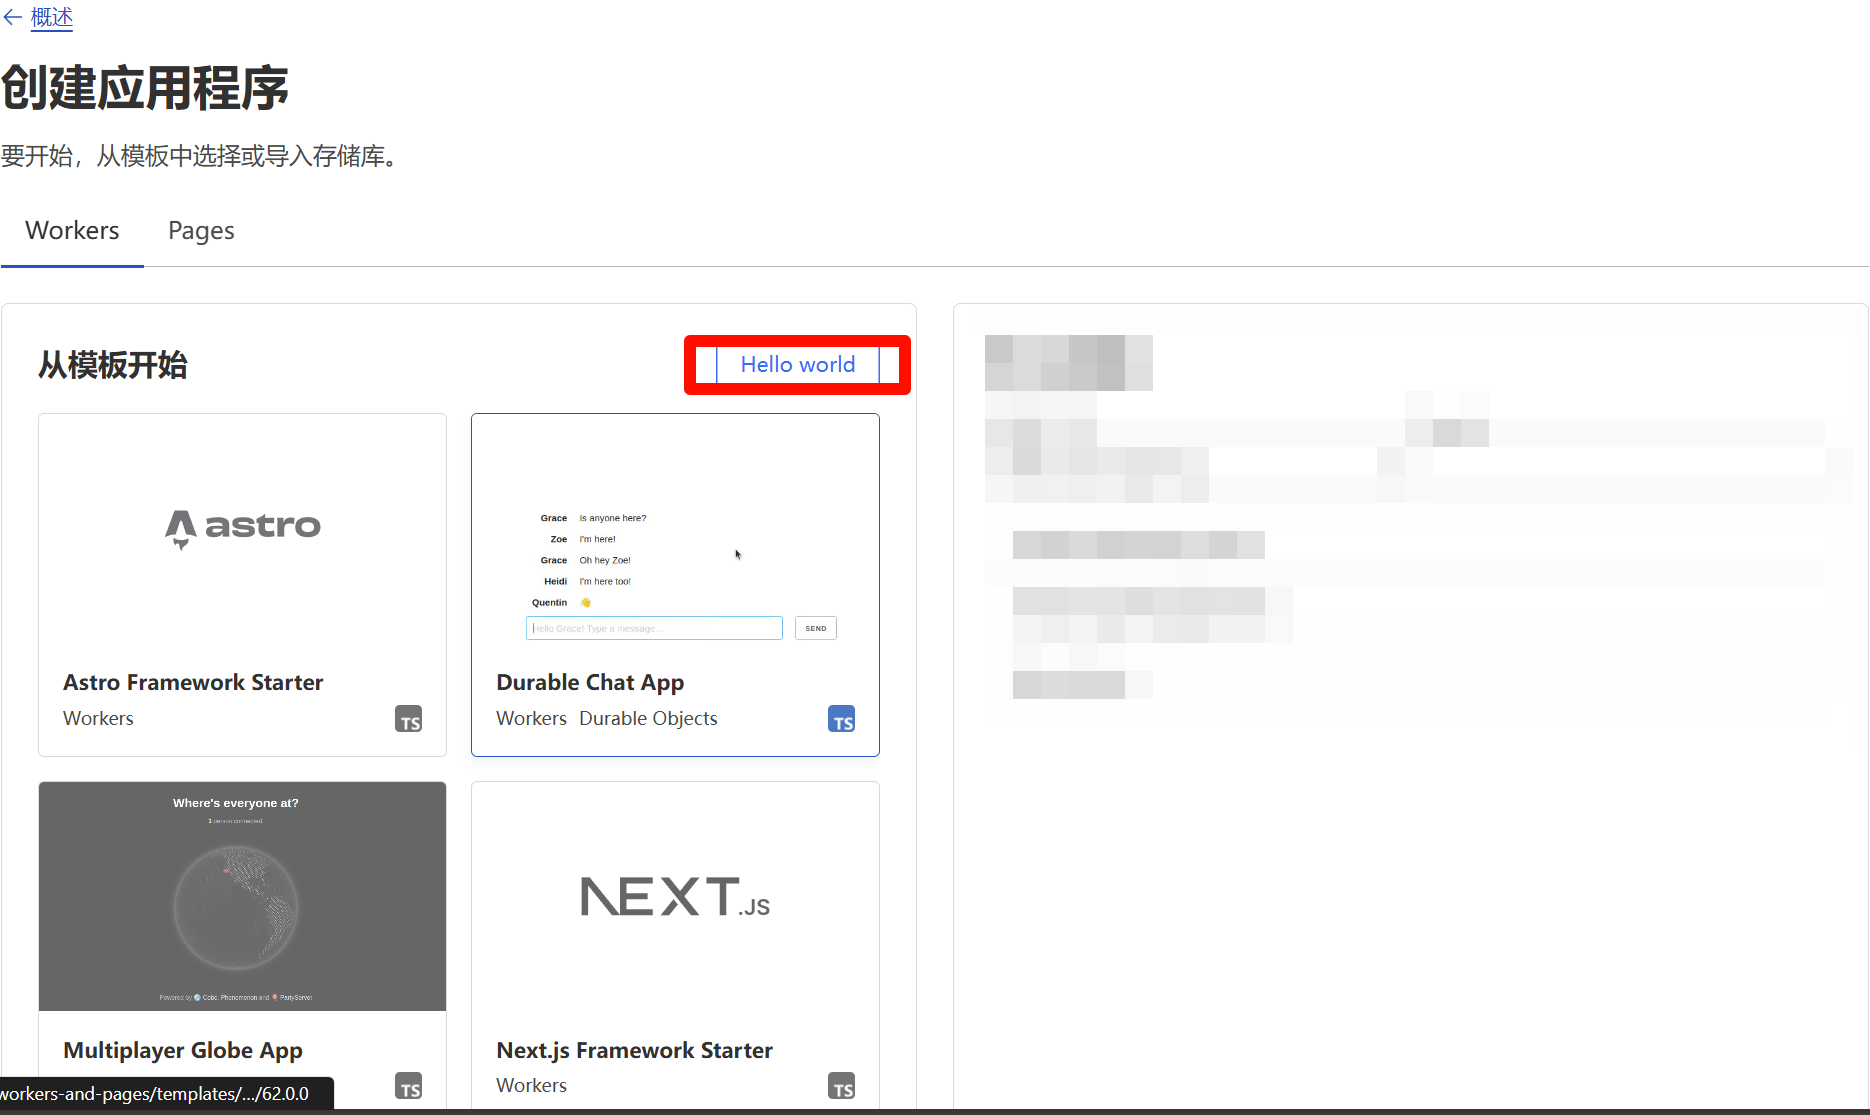 ← 概述
创建应用程序
要开始，从模板中选择或导入存储库。
Workers
Pages
从模板开始
Hello world
astro
Astro Framework Starter
Workers
TS
Grace Is anyone here?
Zoe I'm here!
Grace Oh hey Zoe!
Heidi I'm here too!
Quentin 👋
Hello Grace! Type a message...
SEND
Durable Chat App
Workers Durable Objects
TS
Where's everyone at?
1 person connected.
Powered by 🌏 Cobe, Phenomenon and 🎈 PartyServer
Multiplayer Globe App
TS
NEXT.JS
Next.js Framework Starter
Workers
TS
workers-and-pages/templates/.../62.0.0